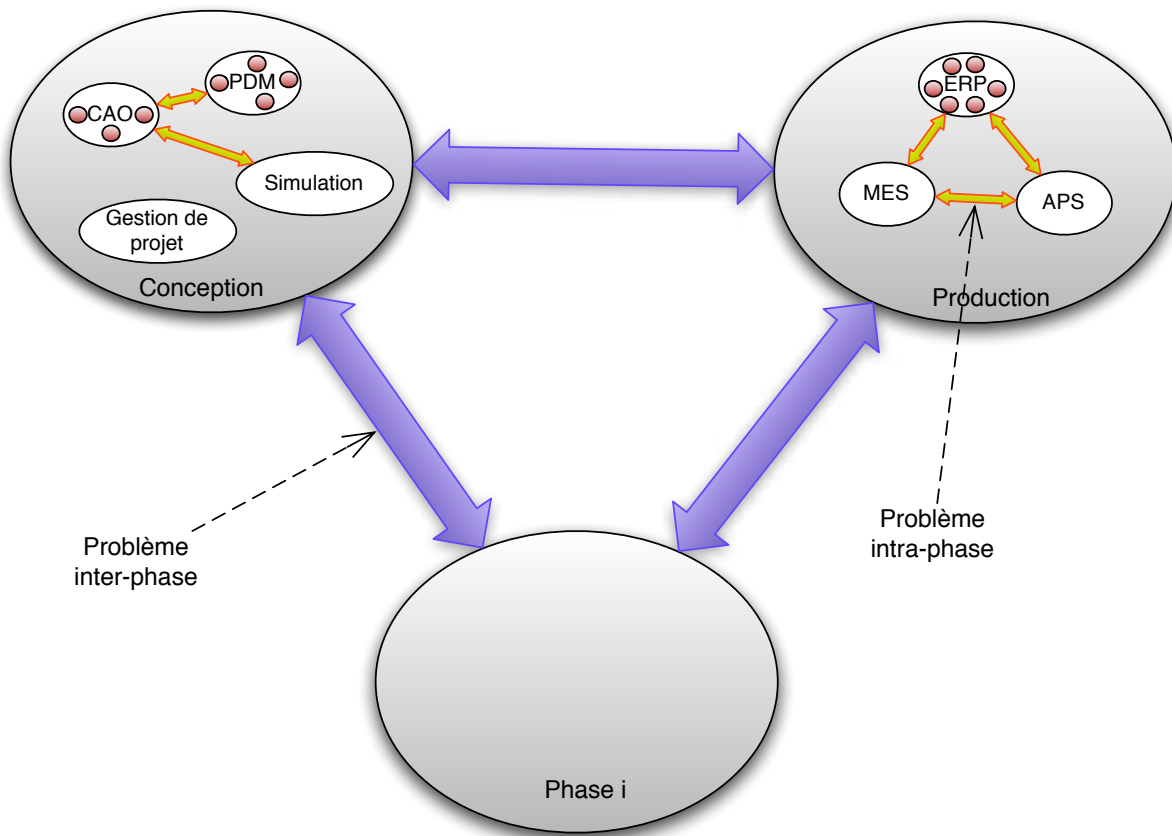 PDM
CAO
Simulation
Gestion de
projet
Conception
ERP
MES
APS
Production
Problème
inter-phase
Problème
intra-phase
Phase i